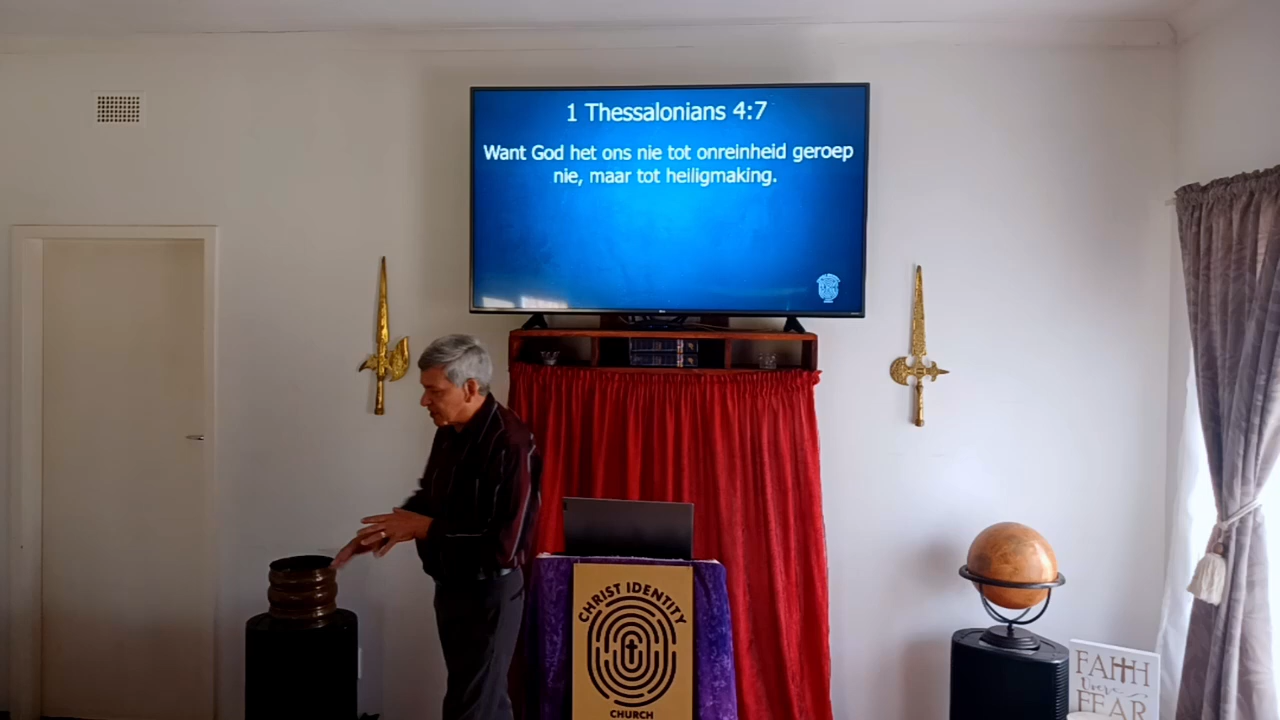 1 Thessalonians 4:7
Want God het ons nie tot onreinheid geroep
nie, maar tot heiligmaking.
CHRIST IDENTITY
CHURCH
FAITH
over
FEAR